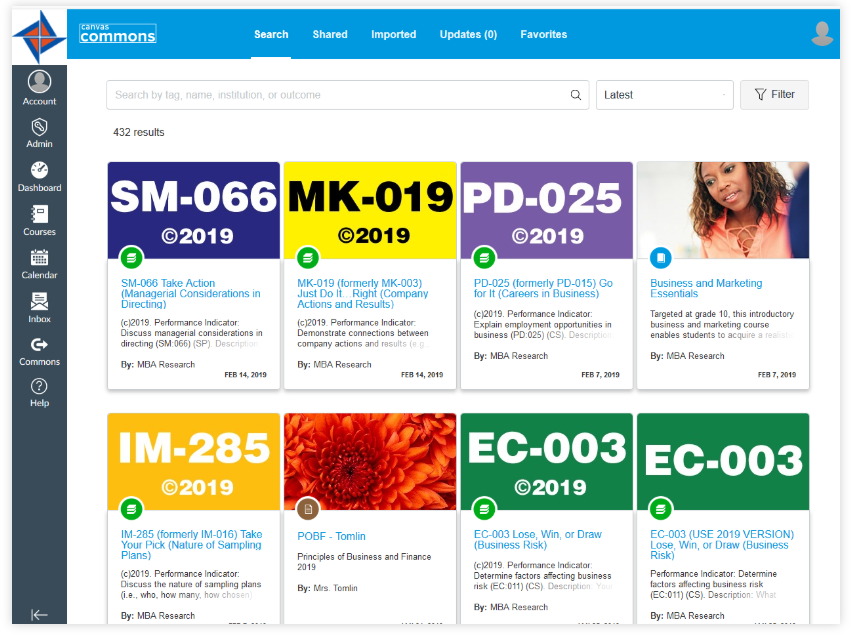 canvas
commons
Search Shared Imported Updates (0) Favorites
Account
Admin
Dashboard
Courses
Calendar
Inbox
Commons
Help
Search by tag, name, institution, or outcome
Latest
Filter
432 results
SM-066
©2019
SM-066 Take Action
(Managerial Considerations in
Directing)
(c)2019. Performance Indicator:
Discuss managerial considerations in
directing (SM:066) (SP). Description:
By: MBA Research
FEB 14, 2019
MK-019
©2019
MK-019 (formerly MK-003)
Just Do It...Right (Company
Actions and Results)
(c)2019. Performance Indicator:
Demonstrate connections between
company actions and results (e.g.,
By: MBA Research
FEB 14, 2019
PD-025
©2019
PD-025 (formerly PD-015) Go
for It (Careers in Business)
(c)2019. Performance Indicator:
Explain employment opportunities in
business (PD:025) (CS). Description:
By: MBA Research
FEB 7, 2019
Business and Marketing
Essentials
Targeted at grade 10, this introductory
business and marketing course
enables students to acquire a realistic
By: MBA Research
FEB 7, 2019
IM-285
©2019
IM-285 (formerly IM-016) Take
Your Pick (Nature of Sampling
Plans)
(c)2019. Performance Indicator:
Discuss the nature of sampling plans
(i.e., who, how many, how chosen)
By: MBA Research
POBF - Tomlin
Principles of Business and Finance
2019
By: Mrs. Tomlin
EC-003
©2019
EC-003 Lose, Win, or Draw
(Business Risk)
(c)2019. Performance Indicator:
Determine factors affecting business
risk (EC:011) (CS). Description: You
By: MBA Research
EC-003
EC-003 (USE 2019 VERSION)
Lose, Win, or Draw (Business
Risk)
Performance Indicator: Determine
factors affecting business risk
(EC:011) (CS). Description: What
By: MBA Research